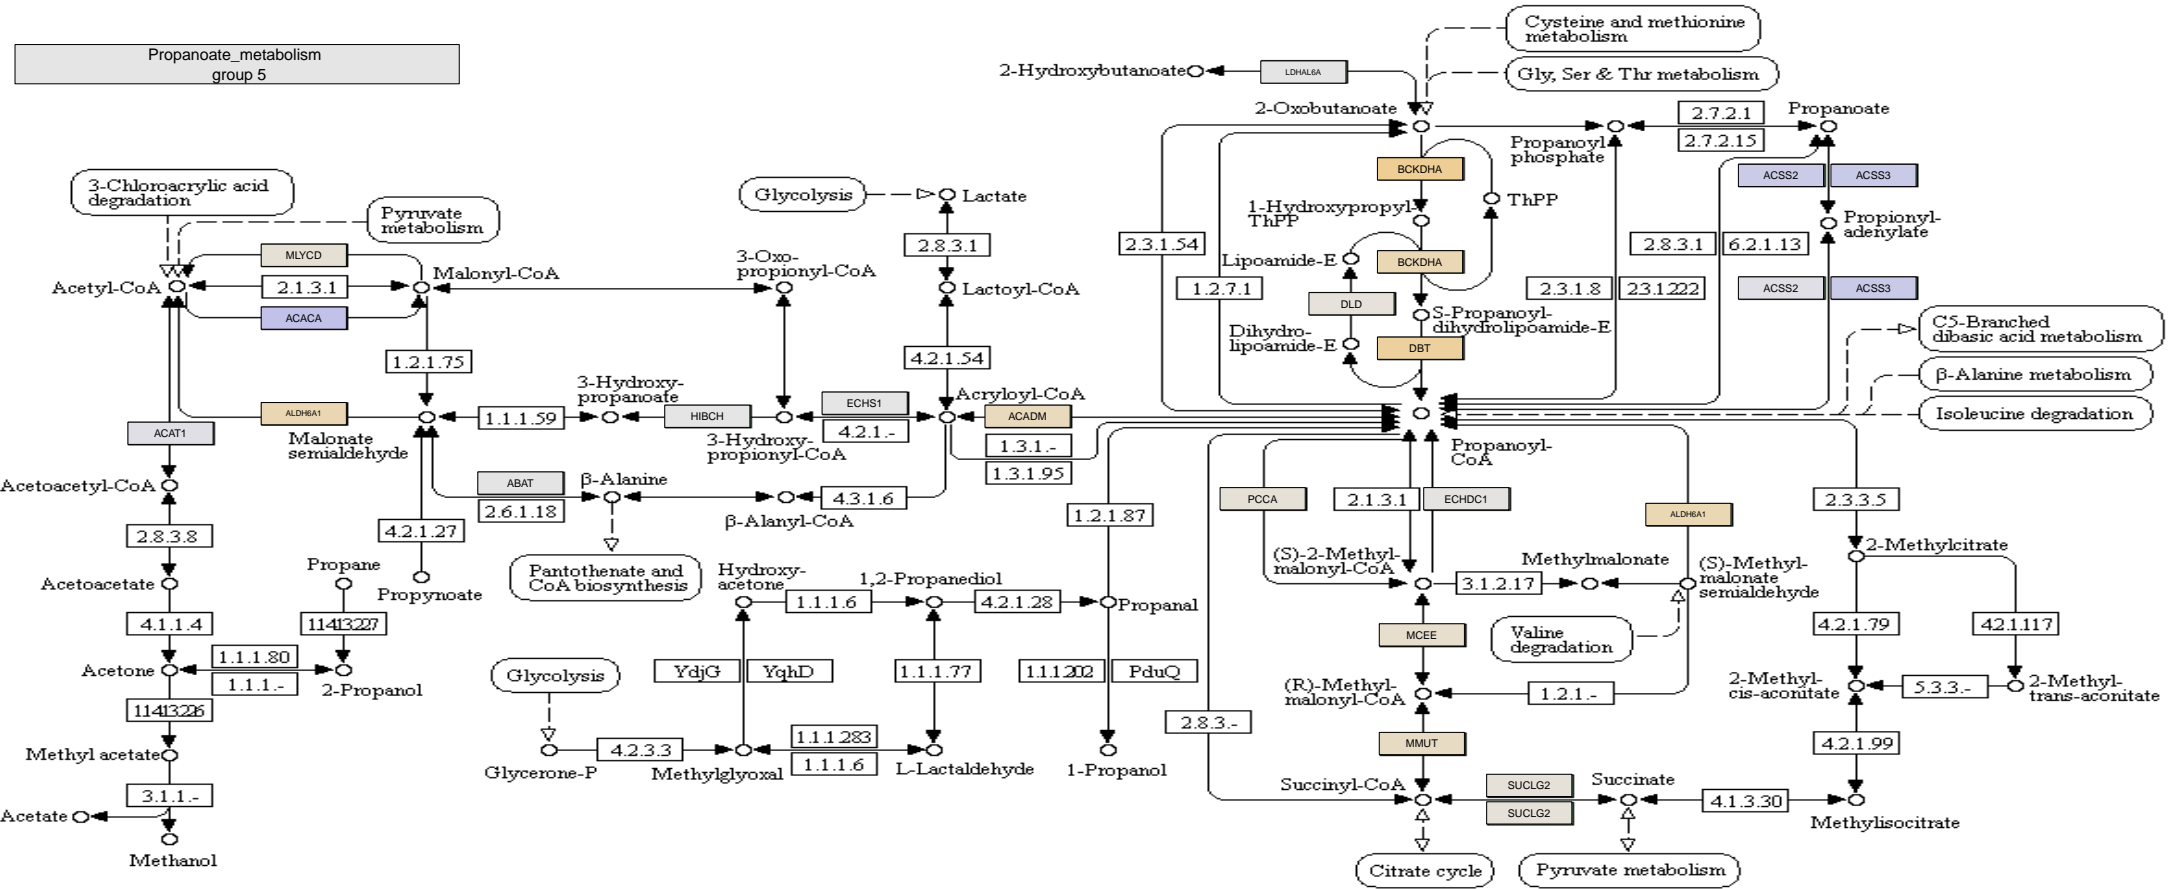 Propanoate_metabolism
group 5
Cysteine and methionine
metabolism
Gly, Ser & Thr metabolism
2-Hydroxybutanoate
LDHAL6A
2-Oxobutanoate
Propanoyl
phosphate
2.7.2.1
2.7.2.15
Propanoate
3-Chloroacrylic acid
degradation
Pyruvate
metabolism
Glycolysis
Lactate
BCKDHA
ThPP
1-Hydroxypropyl-
ThPP
ACSS2
ACSS3
Propionyl-
adenylate
MLYCD
Malonyl-CoA
Acetyl-CoA
2.1.3.1
ACACA
3-Oxo-
propionyl-CoA
2.8.3.1
Lactoyl-CoA
2.3.1.54
1.2.7.1
Lipoamide-E
BCKDHA
DLD
S-Propanoyl-
dihydrolipoamide-E
Dihydro-
lipoamide-E
DBT
2.8.3.1
6.2.1.13
2.3.1.8
2.3.1.222
ACSS2
ACSS3
C5-Branched
dibasic acid metabolism
β-Alanine metabolism
Isoleucine degradation
1.2.1.75
4.2.1.54
3-Hydroxy-
propanoate
Acryloyl-CoA
ALDH6A1
Malonate
semialdehyde
1.1.1.59
HIBCH
3-Hydroxy-
propionyl-CoA
ECHS1
4.2.1.-
ACADM
1.3.1.-
1.3.1.95
Propanoyl-
CoA
ACAT1
Acetoacetyl-CoA
ABAT
2.6.1.18
β-Alanine
β-Alanyl-CoA
4.3.1.6
PCCA
2.1.3.1
ECHDC1
ALDH6A1
2.3.3.5
2.8.3.8
4.2.1.27
1.2.1.87
Pantothenate and
CoA biosynthesis
(S)-2-Methyl-
malonyl-CoA
Methylmalonate
(S)-Methyl-
malonate
semialdehyde
2-Methylcitrate
Acetoacetate
Propane
Propynoate
Hydroxy-
acetone
1,2-Propanediol
1.1.1.6
4.2.1.28
Propanal
3.1.2.17
4.1.1.4
1.14.13.227
MCEE
Valine
degradation
4.2.1.79
4.2.1.117
Acetone
1.1.1.80
1.1.1.-
2-Propanol
Glycolysis
YdjG
YqhD
1.1.1.77
1.1.1.202
PduQ
(R)-Methyl-
malonyl-CoA
1.2.1.-
2-Methyl-
cis-aconitate
5.3.3.-
2-Methyl-
trans-aconitate
1.14.13.226
2.8.3.-
Methyl acetate
Glycerone-P
4.2.3.3
Methylglyoxal
1.1.1.283
1.1.1.6
L-Lactaldehyde
1-Propanol
MMUT
4.2.1.99
3.1.1.-
Acetate
Methanol
Succinyl-CoA
SUCLG2
SUCLG2
Succinate
4.1.3.30
Methylisocitrate
Citrate cycle
Pyruvate metabolism